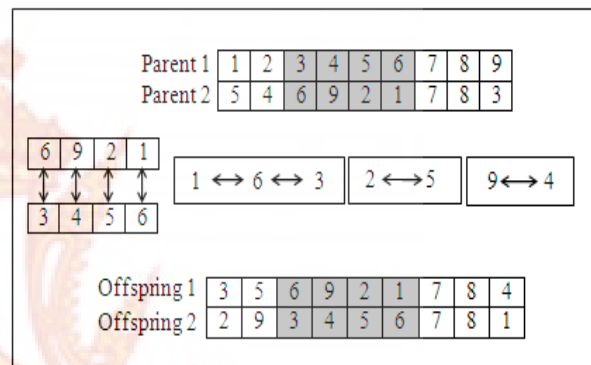 Parent 1 1 2 3 4 5 6 7 8 9
Parent 2 5 4 6 9 2 1 7 8 3
6 9 2 1
3 4 5 6
1 ↔ 6 ↔ 3
2 ↔ 5
9 ↔ 4
Offspring 1 3 5 6 9 2 1 7 8 4
Offspring 2 2 9 3 4 5 6 7 8 1